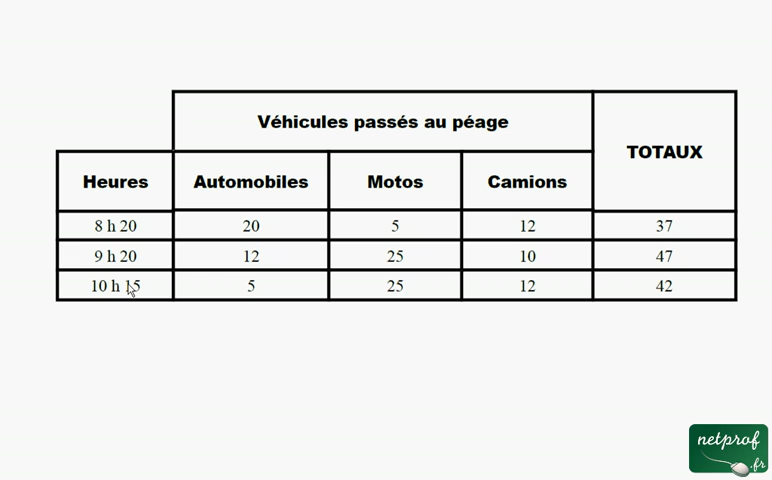 Véhicules passés au péage
TOTAUX
Heures Automobiles Motos Camions
8 h 20 20 5 12 37
9 h 20 12 25 10 47
10 h 15 5 25 12 42
netprof
.fr